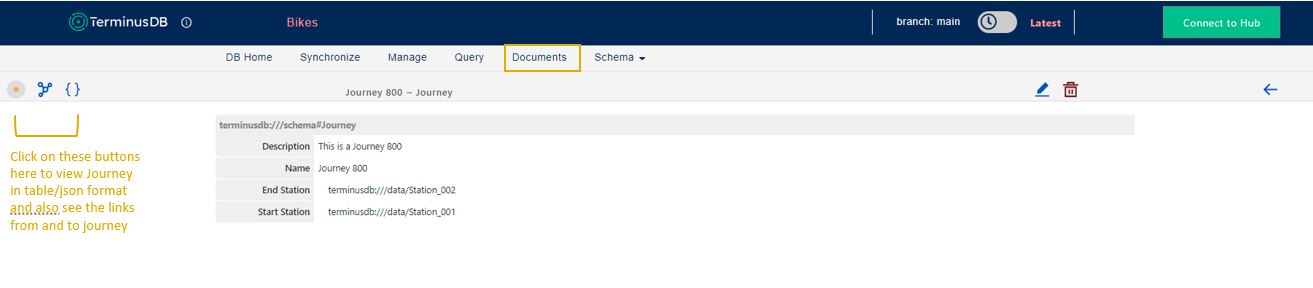 TerminusDB
Bikes
branch: main
Latest
Connect to Hub
DB Home
Synchronize
Manage
Query
Documents
Schema
{ }
Journey 800 ~ Journey
terminusdb:///schema#Journey
Description This is a Journey 800
Name Journey 800
End Station terminusdb:///data/Station_002
Start Station terminusdb:///data/Station_001
Click on these buttons
here to view Journey
in table/json format
and also see the links
from and to journey